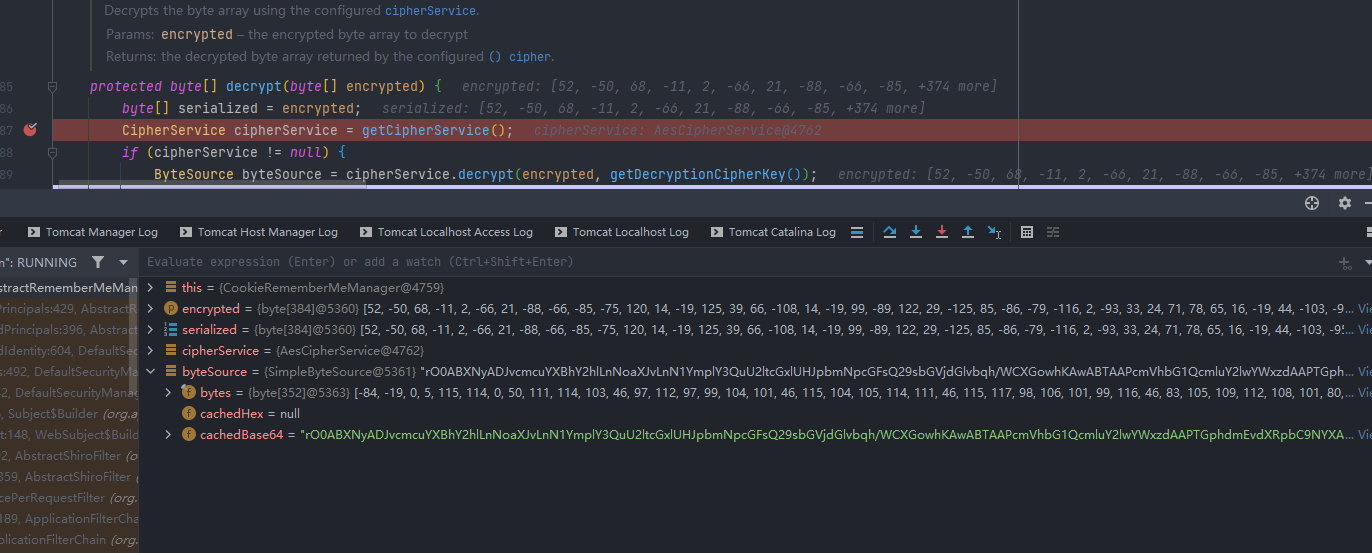 Decrypts the byte array using the configured cipherService.
Params: encrypted – the encrypted byte array to decrypt
Returns: the decrypted byte array returned by the configured () cipher.
85 protected byte[] decrypt(byte[] encrypted) { encrypted: [52, -50, 68, -11, 2, -66, 21, -88, -66, -85, +374 more]
86 byte[] serialized = encrypted; serialized: [52, -50, 68, -11, 2, -66, 21, -88, -66, -85, +374 more]
87 CipherService cipherService = getCipherService(); cipherService: AesCipherService@4762
88 if (cipherService != null) {
89 ByteSource byteSource = cipherService.decrypt(encrypted, getDecryptionCipherKey()); encrypted: [52, -50, 68, -11, 2, -66, 21, -88, -66, -85, +374 more]
Tomcat Manager Log Tomcat Host Manager Log Tomcat Localhost Access Log Tomcat Localhost Log Tomcat Catalina Log
n": RUNNING
Evaluate expression (Enter) or add a watch (Ctrl+Shift+Enter)
stractRememberMeMan
this = {CookieRememberMeManager@4759}
Principals:429, AbstractR
encrypted = {byte[384]@5360} [52, -50, 68, -11, 2, -66, 21, -88, -66, -85, -75, 120, 14, -19, 125, 39, 66, -108, 14, -19, 99, -89, 122, 29, -125, 85, -86, -79, -116, 2, -93, 33, 24, 71, 78, 65, 16, -19, 44, -103, -9... Vie
dPrincipals:396, Abstract
serialized = {byte[384]@5360} [52, -50, 68, -11, 2, -66, 21, -88, -66, -85, -75, 120, 14, -19, 125, 39, 66, -108, 14, -19, 99, -89, 122, 29, -125, 85, -86, -79, -116, 2, -93, 33, 24, 71, 78, 65, 16, -19, 44, -103, -9... Vie
dIdentity:604, DefaultSec
cipherService = {AesCipherService@4762}
s:492, DefaultSecurityMa
byteSource = {SimpleByteSource@5361} "rO0ABXNyADJvcmcuYXBhY2hlLnNoaXJvLnN1YmplY3QuU2ltcGxlUHJpbmNpcGFsQ29sbGVjdGlvbqh/WCXGowhKAwABTAAPcmVhbG1QcmluY2lwYWxzdAAPTGph... Vie
42, DefaultSecurityManag
bytes = {byte[352]@5363} [-84, -19, 0, 5, 115, 114, 0, 50, 111, 114, 103, 46, 97, 112, 97, 99, 104, 101, 46, 115, 104, 105, 114, 111, 46, 115, 117, 98, 106, 101, 99, 116, 46, 83, 105, 109, 112, 108, 101, 80,... Vie
, Subject$Builder (org.a
cachedHex = null
t:148, WebSubject$Build
cachedBase64 = "rO0ABXNyADJvcmcuYXBhY2hlLnNoaXJvLnN1YmplY3QuU2ltcGxlUHJpbmNpcGFsQ29sbGVjdGlvbqh/WCXGowhKAwABTAAPcmVhbG1QcmluY2lwYWxzdAAPTGphdmEvdXRpbC9NYXA... Vie
92, AbstractShiroFilter (o
359, AbstractShiroFilter
cePerRequestFilter (org.
189, ApplicationFilterCha
plicationFilterChain (org